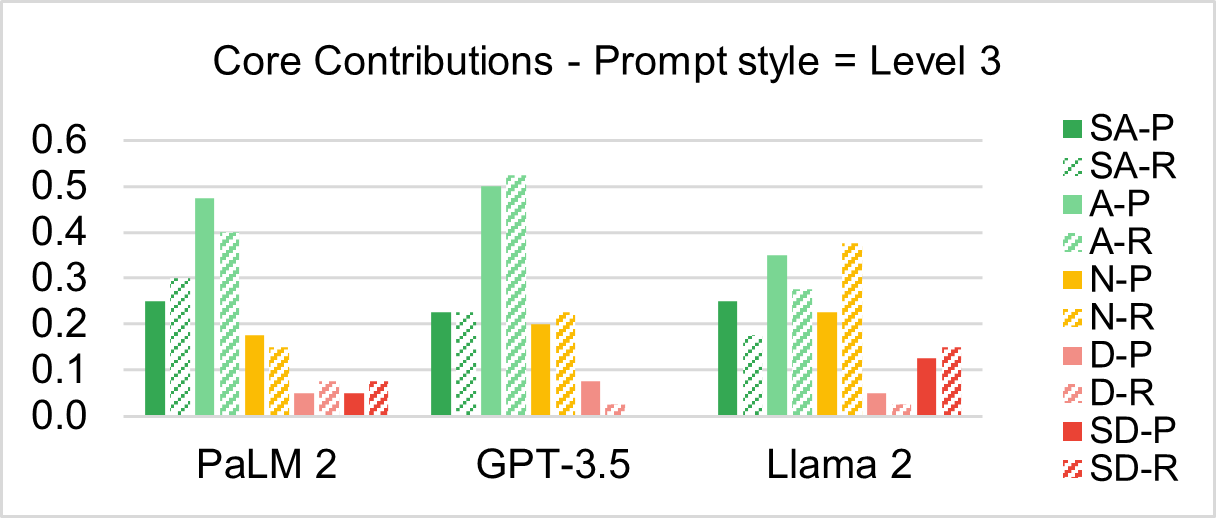 Core Contributions - Prompt style = Level 3
0.6
0.5
0.4
0.3
0.2
0.1
0.0
PaLM 2
GPT-3.5
Llama 2
SA-P
SA-R
A-P
A-R
N-P
N-R
D-P
D-R
SD-P
SD-R